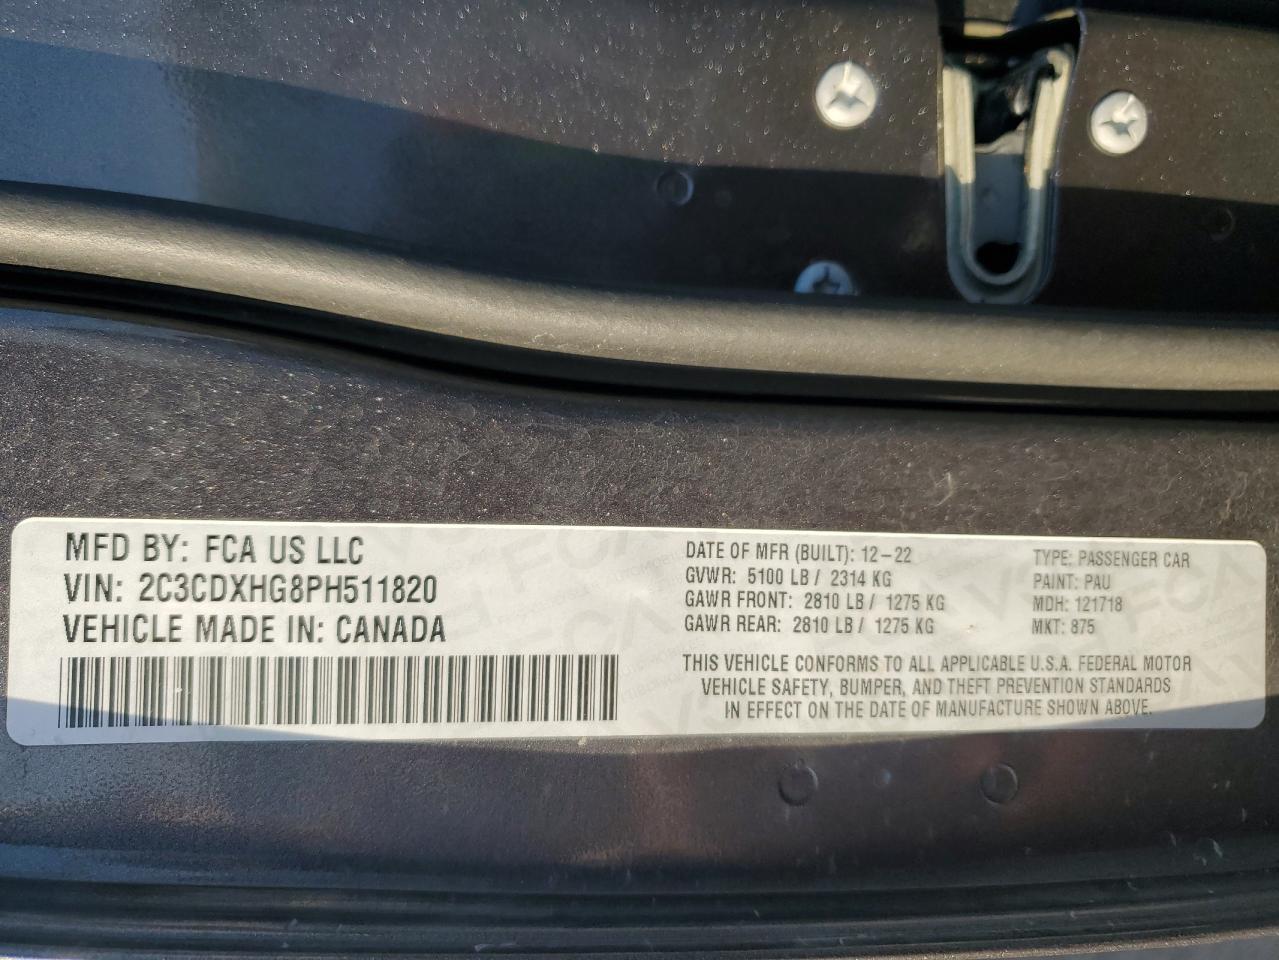 MFD BY: FCA US LLC
VIN: 2C3CDXHG8PH511820
VEHICLE MADE IN: CANADA
DATE OF MFR (BUILT): 12-22
GVWR: 5100 LB / 2314 KG
GAWR FRONT: 2810 LB / 1275 KG
GAWR REAR: 2810 LB / 1275 KG
TYPE: PASSENGER CAR
PAINT: PAU
MDH: 121718
MKT: 875
THIS VEHICLE CONFORMS TO ALL APPLICABLE U.S.A. FEDERAL MOTOR
VEHICLE SAFETY, BUMPER, AND THEFT PREVENTION STANDARDS
IN EFFECT ON THE DATE OF MANUFACTURE SHOWN ABOVE.